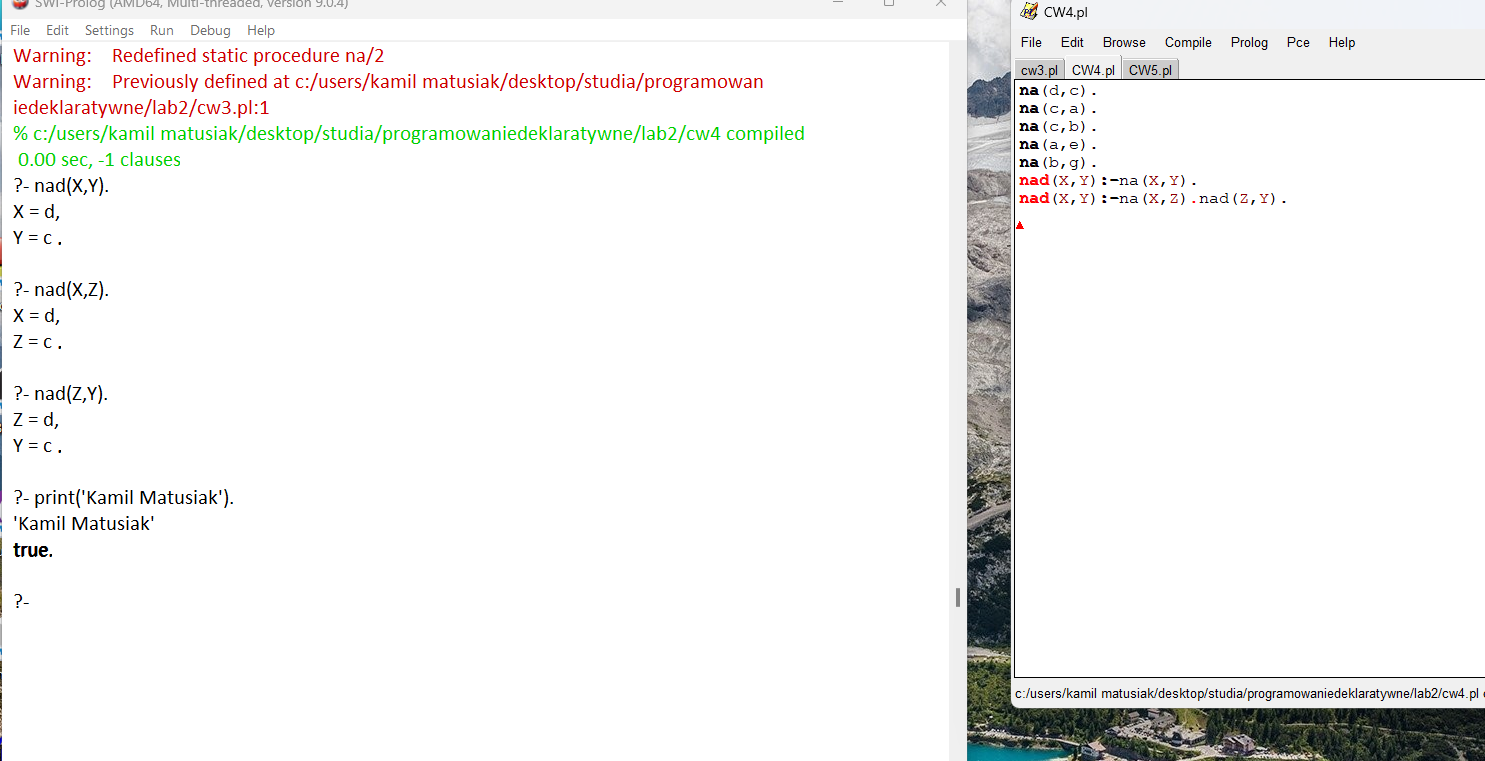 SWI-Prolog (AMD64, Multi-threaded, version 9.0.4)
File Edit Settings Run Debug Help
Warning: Redefined static procedure na/2
Warning: Previously defined at c:/users/kamil matusiak/desktop/studia/programowan
iedeklaratywne/lab2/cw3.pl:1
% c:/users/kamil matusiak/desktop/studia/programowaniedeklaratywne/lab2/cw4 compiled
0.00 sec, -1 clauses
?- nad(X,Y).
X = d,
Y = c .
?- nad(X,Z).
X = d,
Z = c .
?- nad(Z,Y).
Z = d,
Y = c .
?- print('Kamil Matusiak').
'Kamil Matusiak'
true.
?-
CW4.pl
File Edit Browse Compile Prolog Pce Help
cw3.pl CW4.pl CW5.pl
na(d,c).
na(c,a).
na(c,b).
na(a,e).
na(b,g).
nad(X,Y):-na(X,Y).
nad(X,Y):-na(X,Z).nad(Z,Y).
c:/users/kamil matusiak/desktop/studia/programowaniedeklaratywne/lab2/cw4.pl